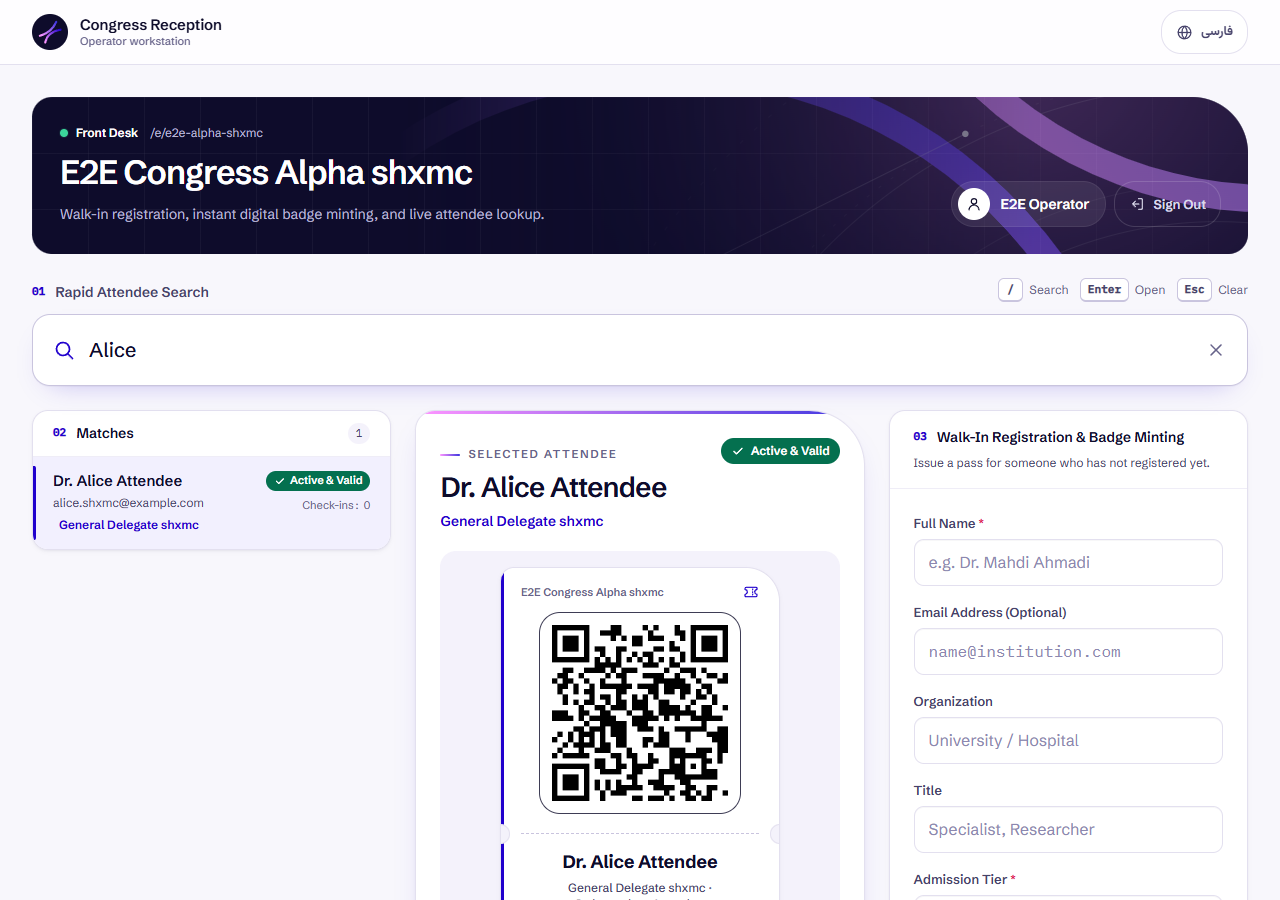 Congress Reception
Operator workstation
فارسی
Front Desk /e/e2e-alpha-shxmc
E2E Congress Alpha shxmc
Walk-in registration, instant digital badge minting, and live attendee lookup.
E2E Operator
Sign Out
01 Rapid Attendee Search
/ Search Enter Open Esc Clear
Alice
02 Matches 1
Dr. Alice Attendee
Active & Valid
alice.shxmc@example.com
Check-ins: 0
General Delegate shxmc
SELECTED ATTENDEE
Active & Valid
Dr. Alice Attendee
General Delegate shxmc
E2E Congress Alpha shxmc
Dr. Alice Attendee
General Delegate shxmc ·
03 Walk-In Registration & Badge Minting
Issue a pass for someone who has not registered yet.
Full Name *
e.g. Dr. Mahdi Ahmadi
Email Address (Optional)
name@institution.com
Organization
University / Hospital
Title
Specialist, Researcher
Admission Tier *